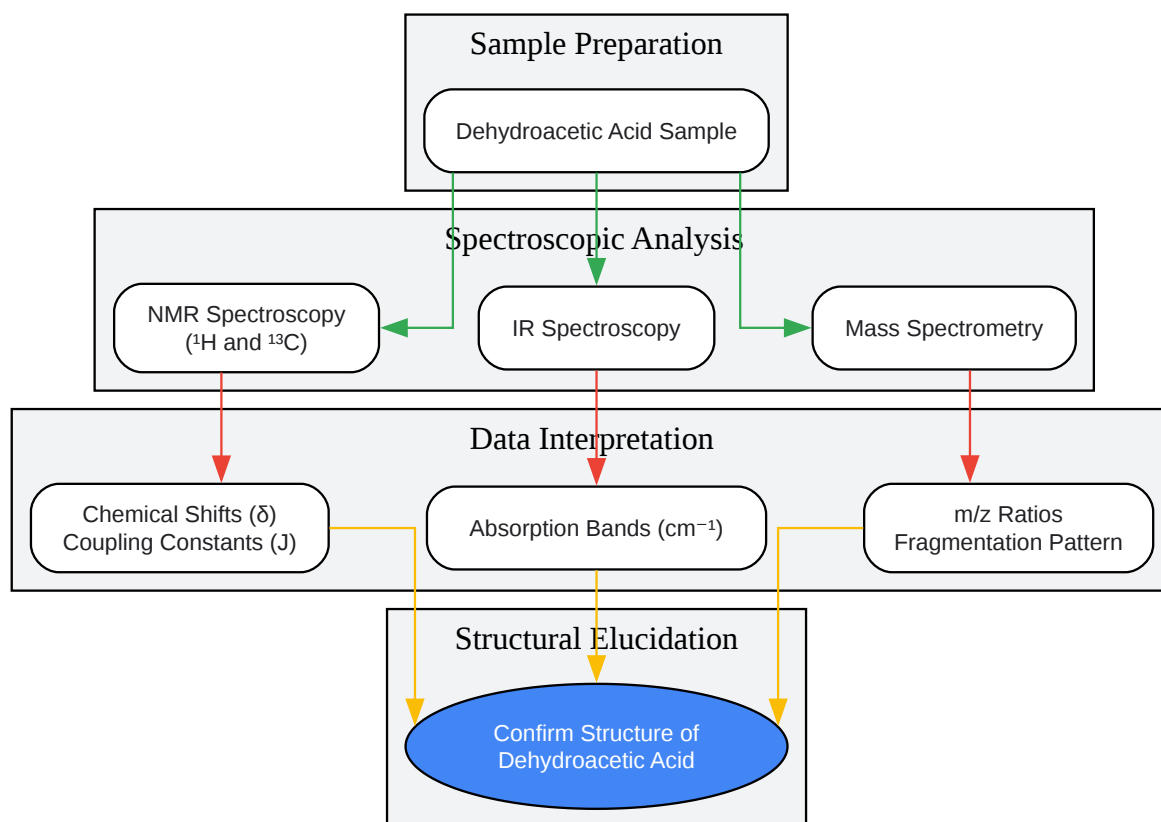 Sample Preparation
Dehydroacetic Acid Sample
Spectroscopic Analysis
NMR Spectroscopy
(¹H and ¹³C)
IR Spectroscopy
Mass Spectrometry
Data Interpretation
Chemical Shifts (δ)
Coupling Constants (J)
Absorption Bands (cm⁻¹)
m/z Ratios
Fragmentation Pattern
Structural Elucidation
Confirm Structure of
Dehydroacetic Acid